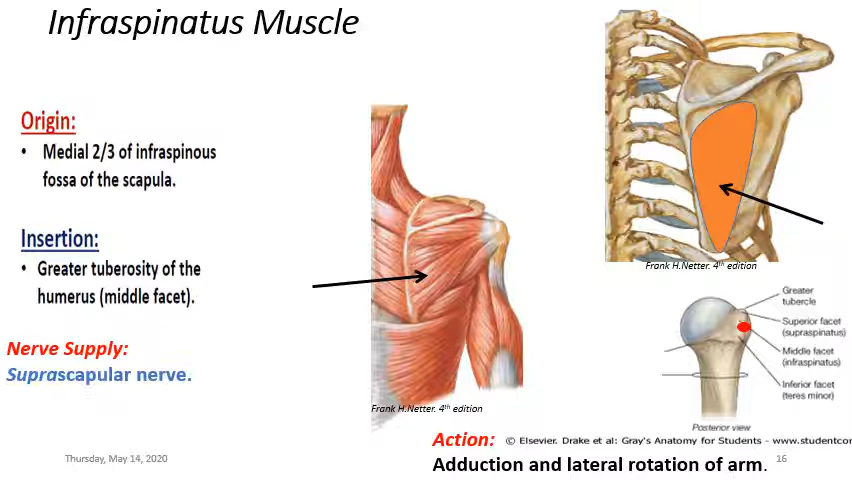 Infraspinatus Muscle
Origin:
• Medial 2/3 of infraspinous
fossa of the scapula.
Insertion:
• Greater tuberosity of the
humerus (middle facet).
Nerve Supply:
Suprascapular nerve.
Frank H.Netter. 4th edition
Frank H.Netter. 4th edition
Greater
tubercle
Superior facet
(supraspinatus)
Middle facet
(infraspinatus)
Inferior facet
(teres minor)
Posterior view
© Elsevier. Drake et al: Gray's Anatomy for Students - www.studentcor
Action:
Adduction and lateral rotation of arm.
Thursday, May 14, 2020
16